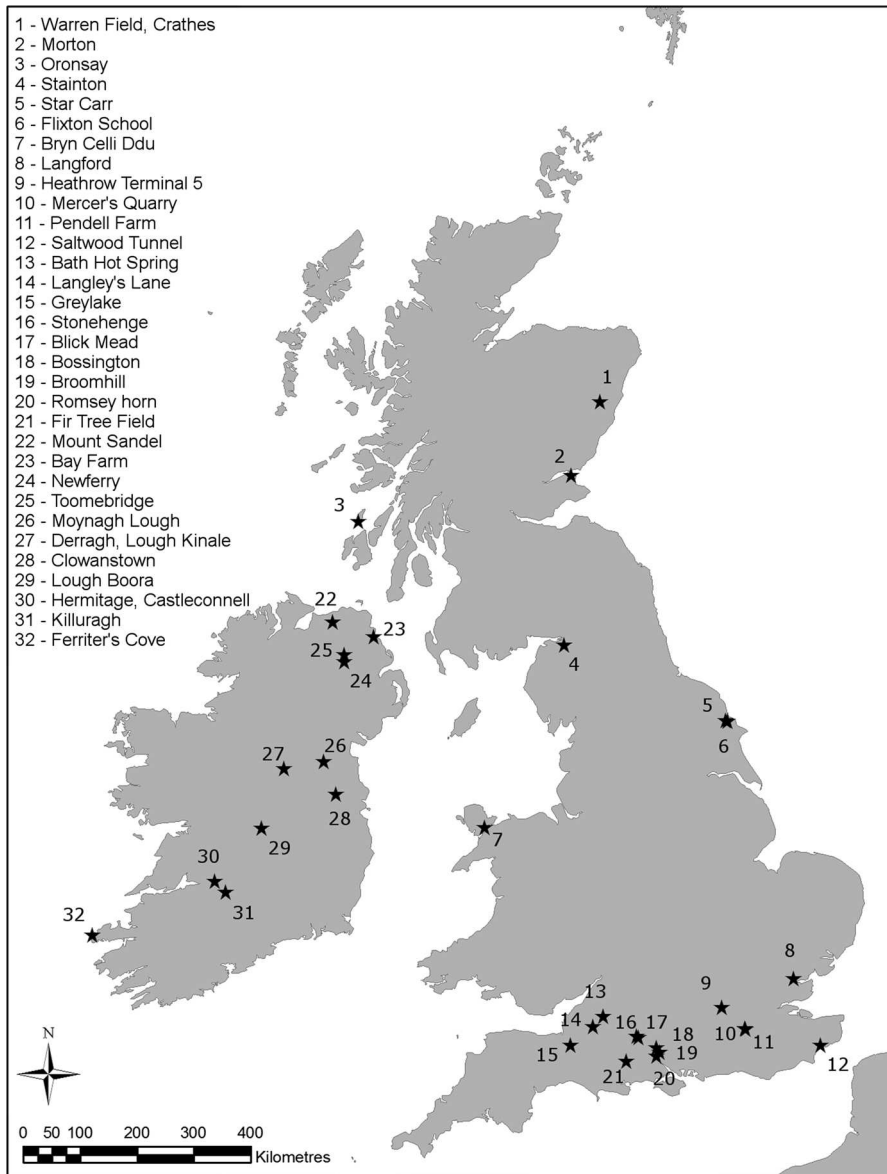 1 - Warren Field, Crathes
2 - Morton
3 - Oronsay
4 - Stainton
5 - Star Carr
6 - Flixton School
7 - Bryn Celli Ddu
8 - Langford
9 - Heathrow Terminal 5
10 - Mercer's Quarry
11 - Pendell Farm
12 - Saltwood Tunnel
13 - Bath Hot Spring
14 - Langley's Lane
15 - Greylake
16 - Stonehenge
17 - Blick Mead
18 - Bossington
19 - Broomhill
20 - Romsey horn
21 - Fir Tree Field
22 - Mount Sandel
23 - Bay Farm
24 - Newferry
25 - Toomebridge
26 - Moynagh Lough
27 - Derragh, Lough Kinale
28 - Clowanstown
29 - Lough Boora
30 - Hermitage, Castleconnell
31 - Killuragh
32 - Ferriter's Cove
1
2
3
22
23
25
24
4
5
6
26
27
28
7
29
30
31
32
8
9
13
14
16
17
18
10
11
15
19
12
21
20
N
0 50 100 200 300 400
Kilometres